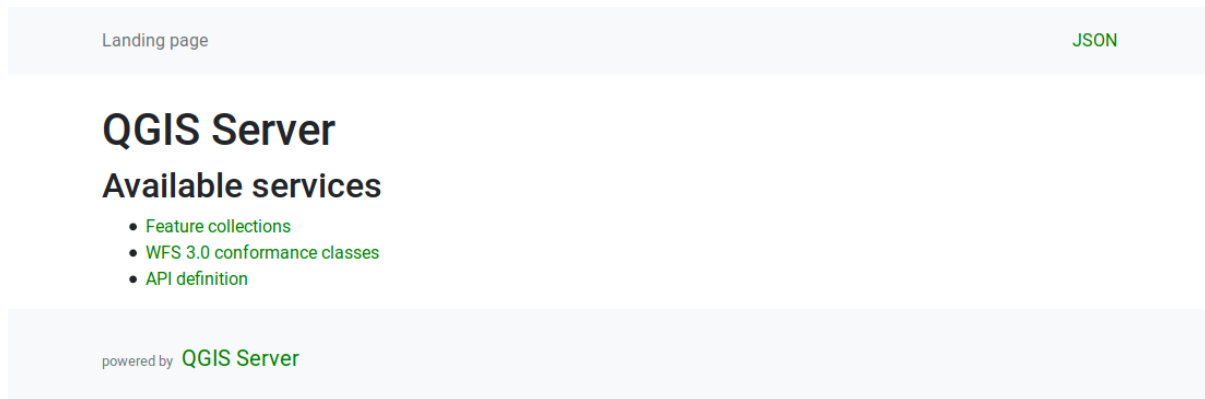 Landing page JSON
QGIS Server
Available services
Feature collections
WFS 3.0 conformance classes
API definition
powered by QGIS Server